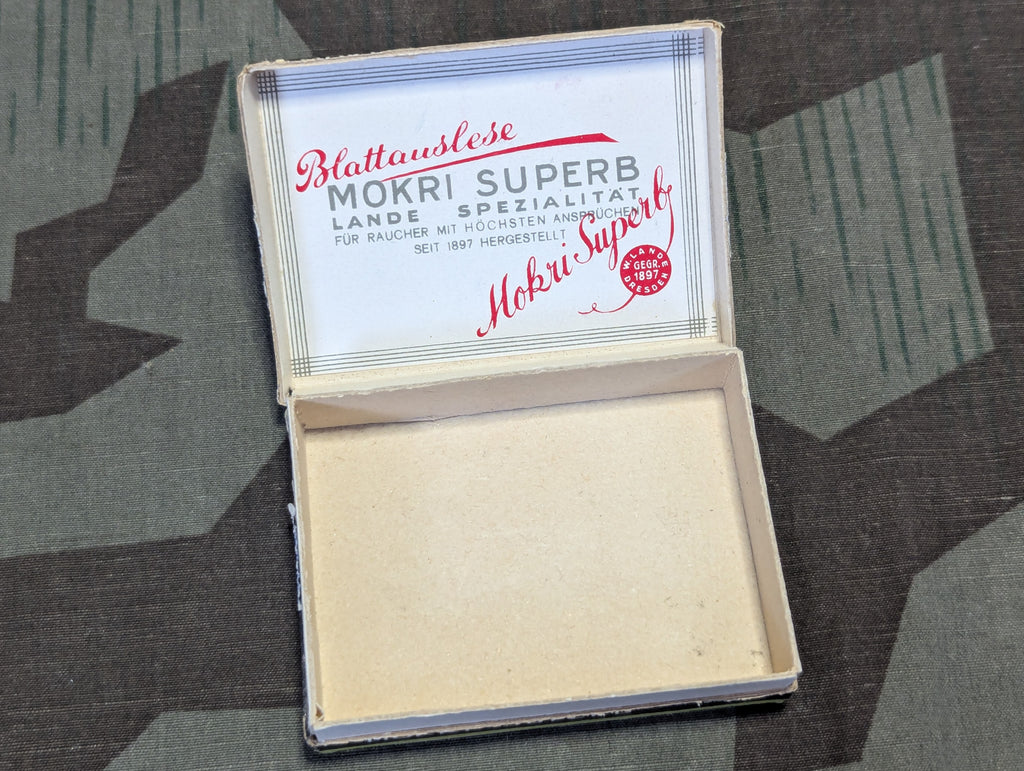 Blattauslese
MOKRI SUPERB
LANDE SPEZIALITÄT
FÜR RAUCHER MIT HÖCHSTEN ANSPRÜCHEN
SEIT 1897 HERGESTELLT
Mokri Superb
W. LANDE
GEGR.
1897
DRESDEN